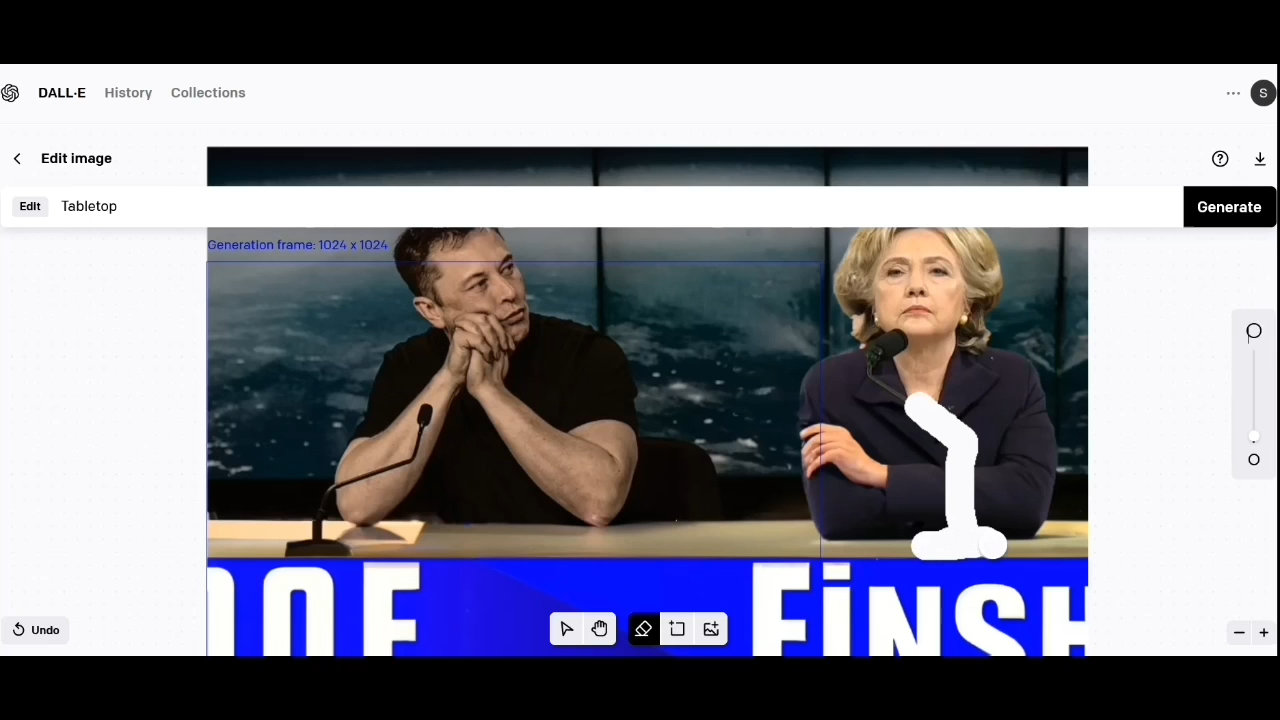 DALL·E History Collections
S
Edit image
Edit Tabletop Generate
Generation frame: 1024 x 1024
FINSH
Undo